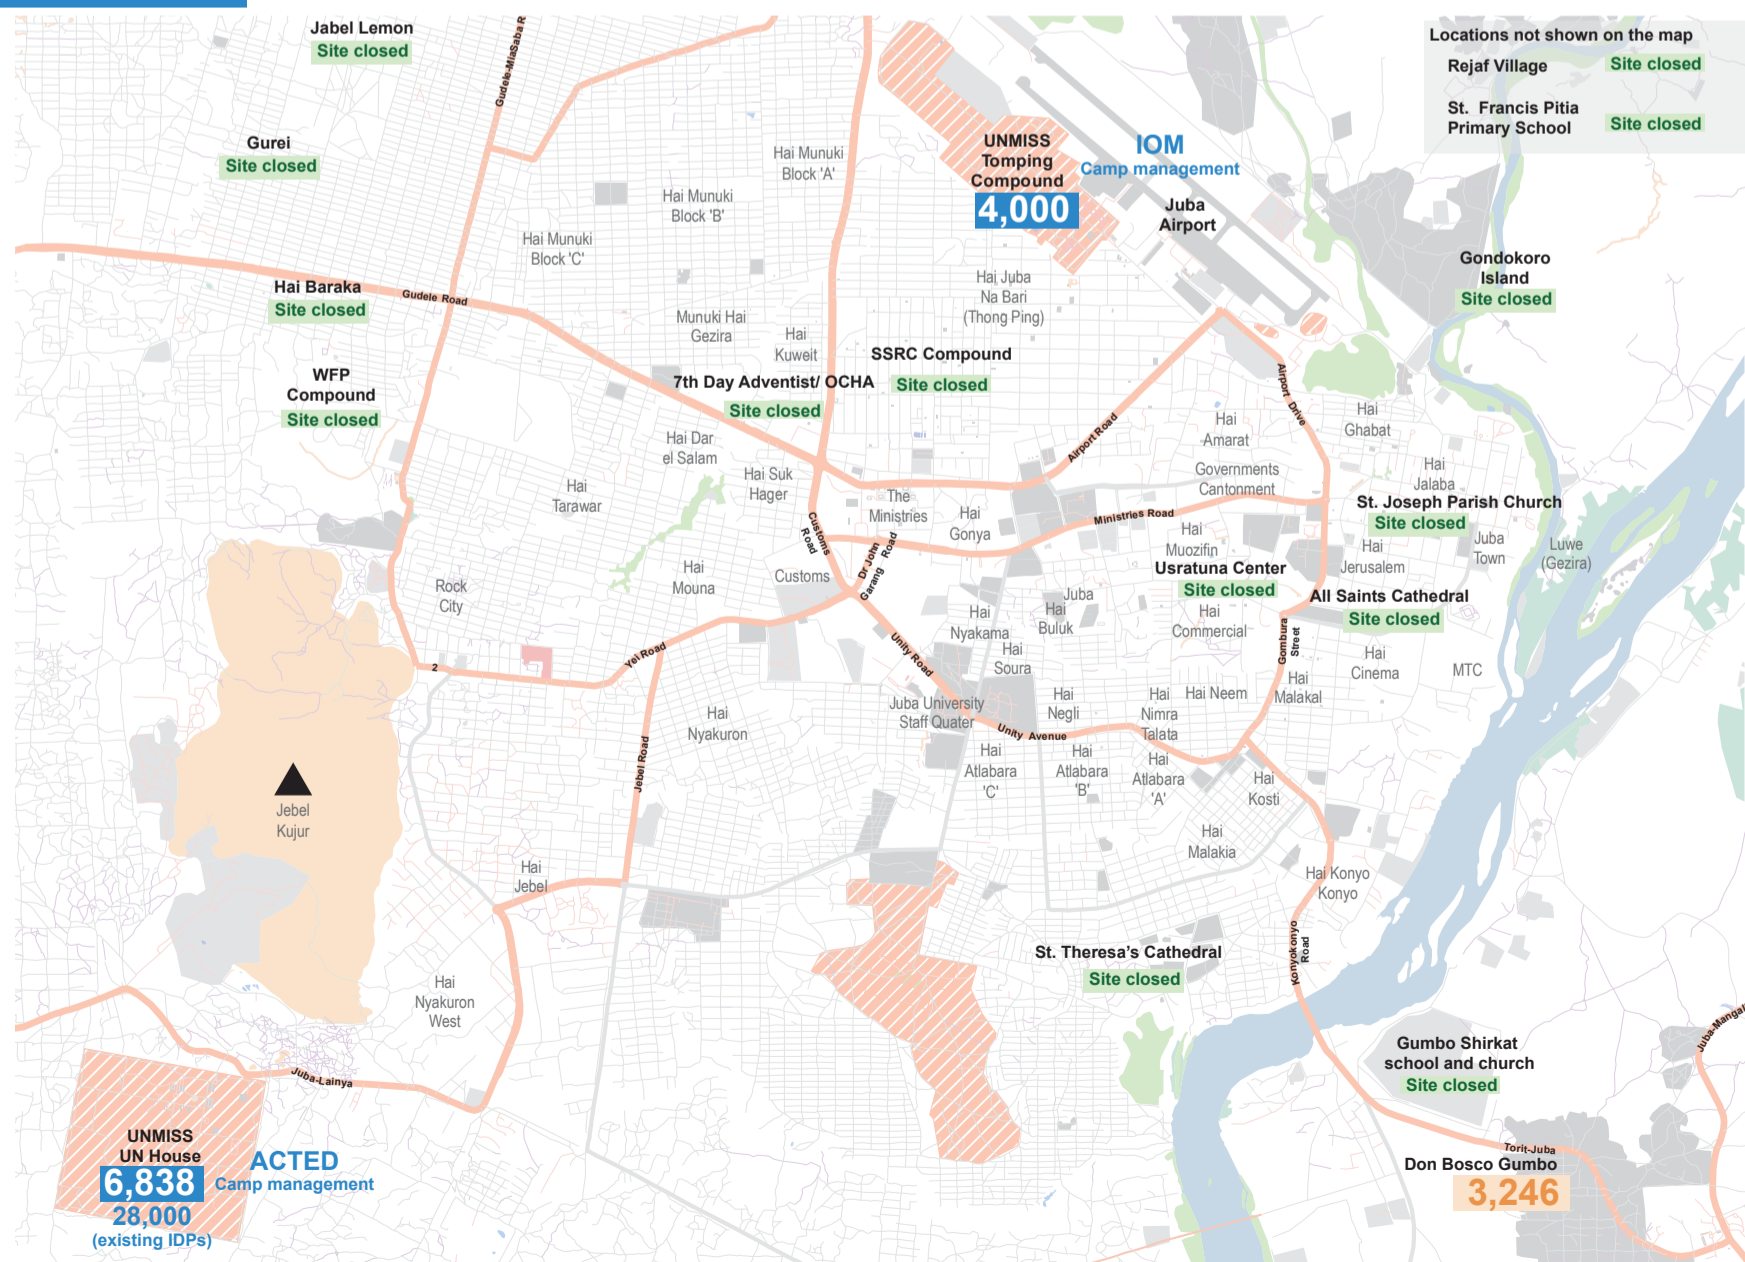 Jabel Lemon
Site closed
Gudele-MiaSaba R
Locations not shown on the map
Rejaf Village
Site closed
St. Francis Pitia
Primary School
Site closed
Gurei
Site closed
UNMISS
Tomping
Compound
4,000
IOM
Camp management
Juba
Airport
Hai Munuki
Block 'A'
Hai Munuki
Block 'B'
Hai Munuki
Block 'C'
Gondokoro
Island
Site closed
Hai Baraka
Site closed
Gudele Road
Hai Juba
Na Bari
(Thong Ping)
Munuki Hai
Gezira
Hai
Kuweit
SSRC Compound
Site closed
WFP
Compound
Site closed
7th Day Adventist/ OCHA
Site closed
Airport Drive
Airport Road
Hai
Amarat
Hai
Ghabat
Hai Dar
el Salam
Hai Suk
Hager
Governments
Cantonment
Hai
Jalaba
Hai
Tarawar
The
Ministries
Hai
Gonya
Ministries Road
St. Joseph Parish Church
Site closed
Customs
Road
Dr John
Garang Road
Hai
Muozifin
Hai
Jerusalem
Juba
Town
Luwe
(Gezira)
Usratuna Center
Site closed
Rock
City
Hai
Mouna
Customs
Juba
Hai
Buluk
Hai
Nyakama
Hai
Commercial
All Saints Cathedral
Site closed
Hai
Soura
Gombura
Street
Hai
Cinema
MTC
2
Yei Road
Unity Road
Hai
Malakal
Hai Neem
Hai
Nimra
Talata
Hai
Negli
Juba University
Staff Quater
Hai
Nyakuron
Unity Avenue
Jebel Road
Hai
Atlabara
'C'
Hai
Atlabara
'B'
Hai
Atlabara
'A'
Hai
Kosti
Jebel
Kujur
Hai
Malakia
Hai
Jebel
Hai Konyo
Konyo
Konyokonyo
Road
St. Theresa's Cathedral
Site closed
Hai
Nyakuron
West
Juba-Lainya
Gumbo Shirkat
school and church
Site closed
Juba-Mangar
UNMISS
UN House
6,838
28,000
(existing IDPs)
ACTED
Camp management
Torit-Juba
Don Bosco Gumbo
3,246